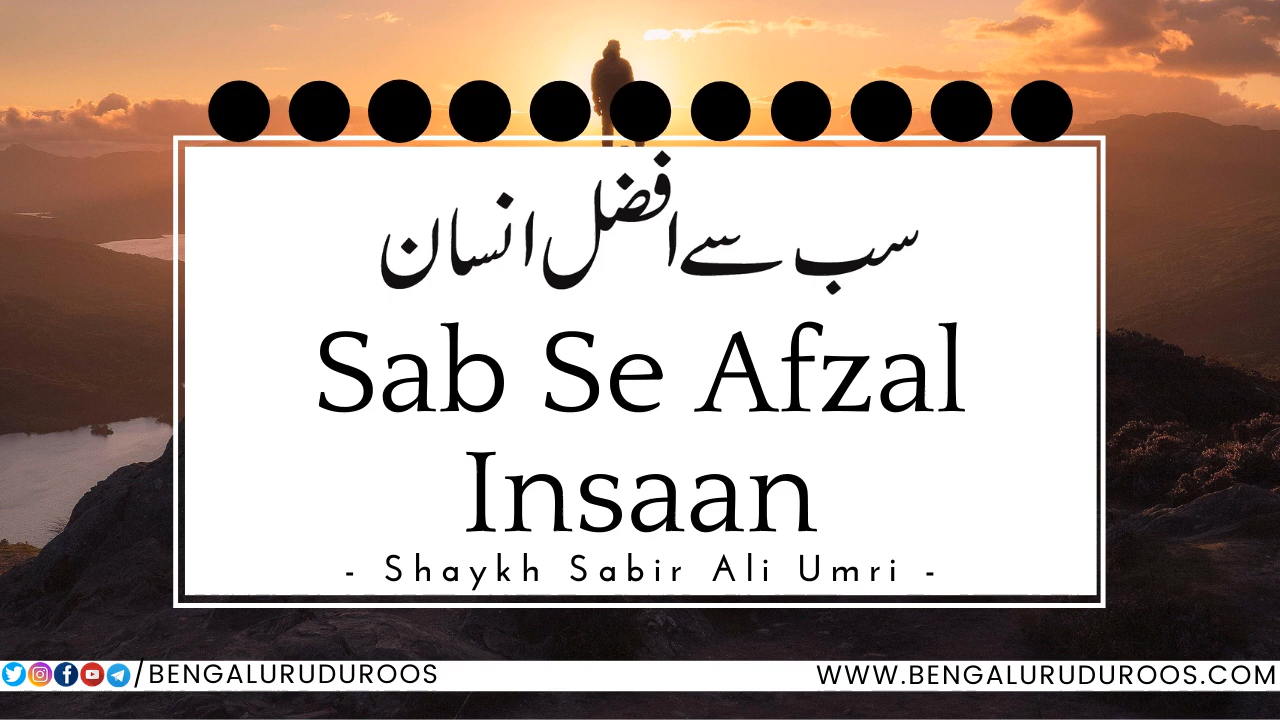 سب سے افضل انسان
Sab Se Afzal
Insaan
- Shaykh Sabir Ali Umri -
/BENGALURUDUROOS
WWW.BENGALURUDUROOS.COM